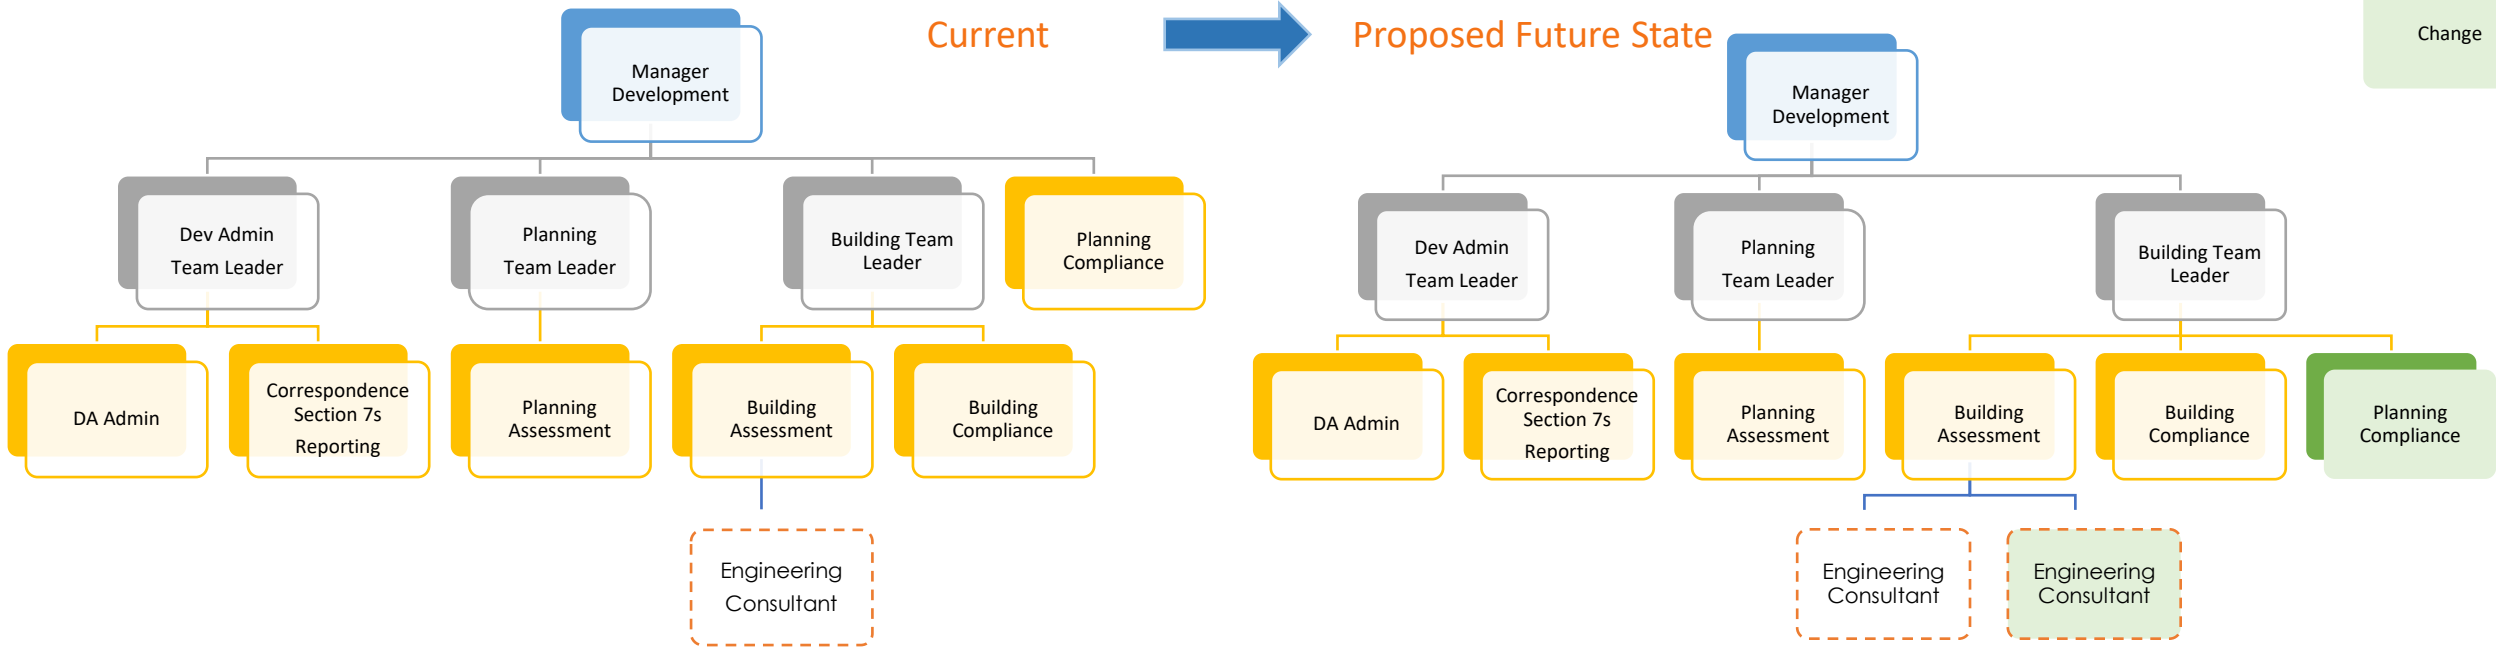 Current
Proposed Future State
Change
Manager
Development
Dev Admin
Team Leader
Planning
Team Leader
Building Team
Leader
Planning
Compliance
DA Admin
Correspondence
Section 7s
Reporting
Planning
Assessment
Building
Assessment
Building
Compliance
Engineering
Consultant
Manager
Development
Dev Admin
Team Leader
Planning
Team Leader
Building Team
Leader
DA Admin
Correspondence
Section 7s
Reporting
Planning
Assessment
Building
Assessment
Building
Compliance
Planning
Compliance
Engineering
Consultant
Engineering
Consultant